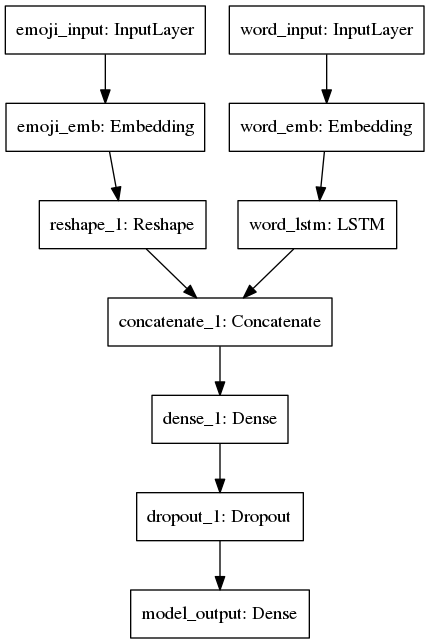 emoji_input: InputLayer
word_input: InputLayer
emoji_emb: Embedding
word_emb: Embedding
reshape_1: Reshape
word_lstm: LSTM
concatenate_1: Concatenate
dense_1: Dense
dropout_1: Dropout
model_output: Dense